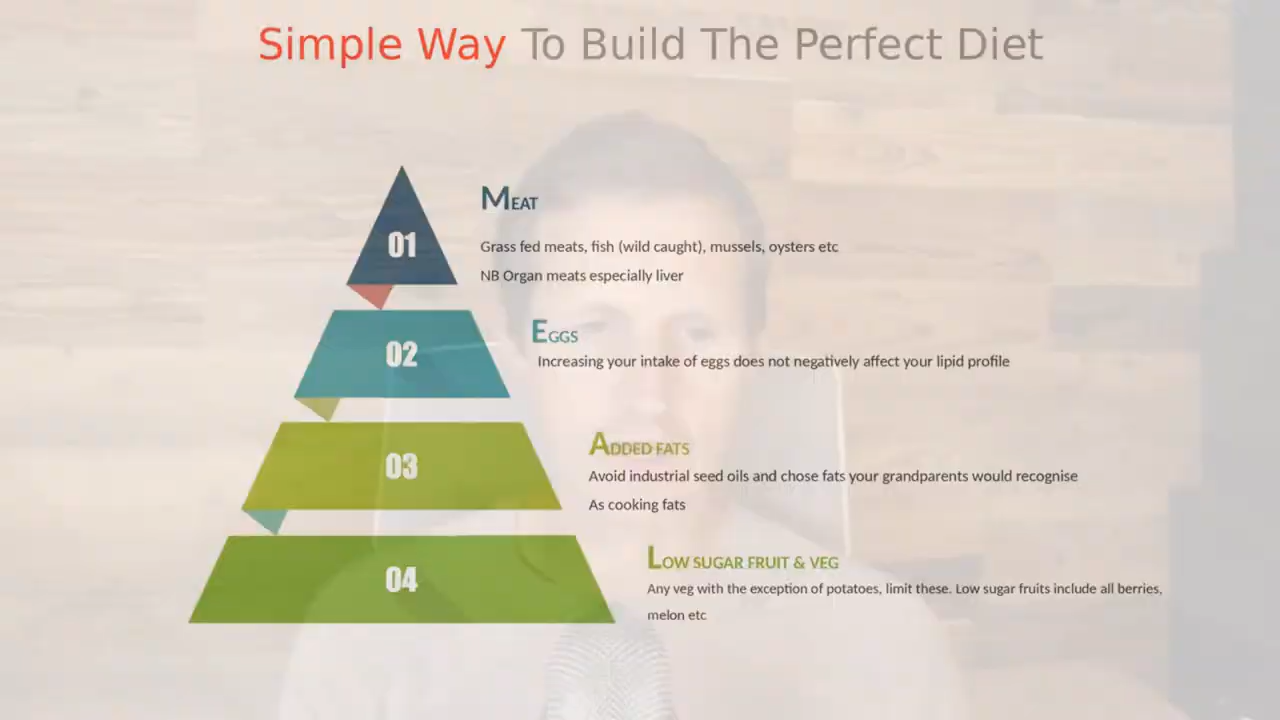 Simple Way To Build The Perfect Diet
01
MEAT
Grass fed meats, fish (wild caught), mussels, oysters etc
NB Organ meats especially liver
02
EGGS
Increasing your intake of eggs does not negatively affect your lipid profile
03
ADDED FATS
Avoid industrial seed oils and chose fats your grandparents would recognise
As cooking fats
04
LOW SUGAR FRUIT & VEG
Any veg with the exception of potatoes, limit these. Low sugar fruits include all berries,
melon etc